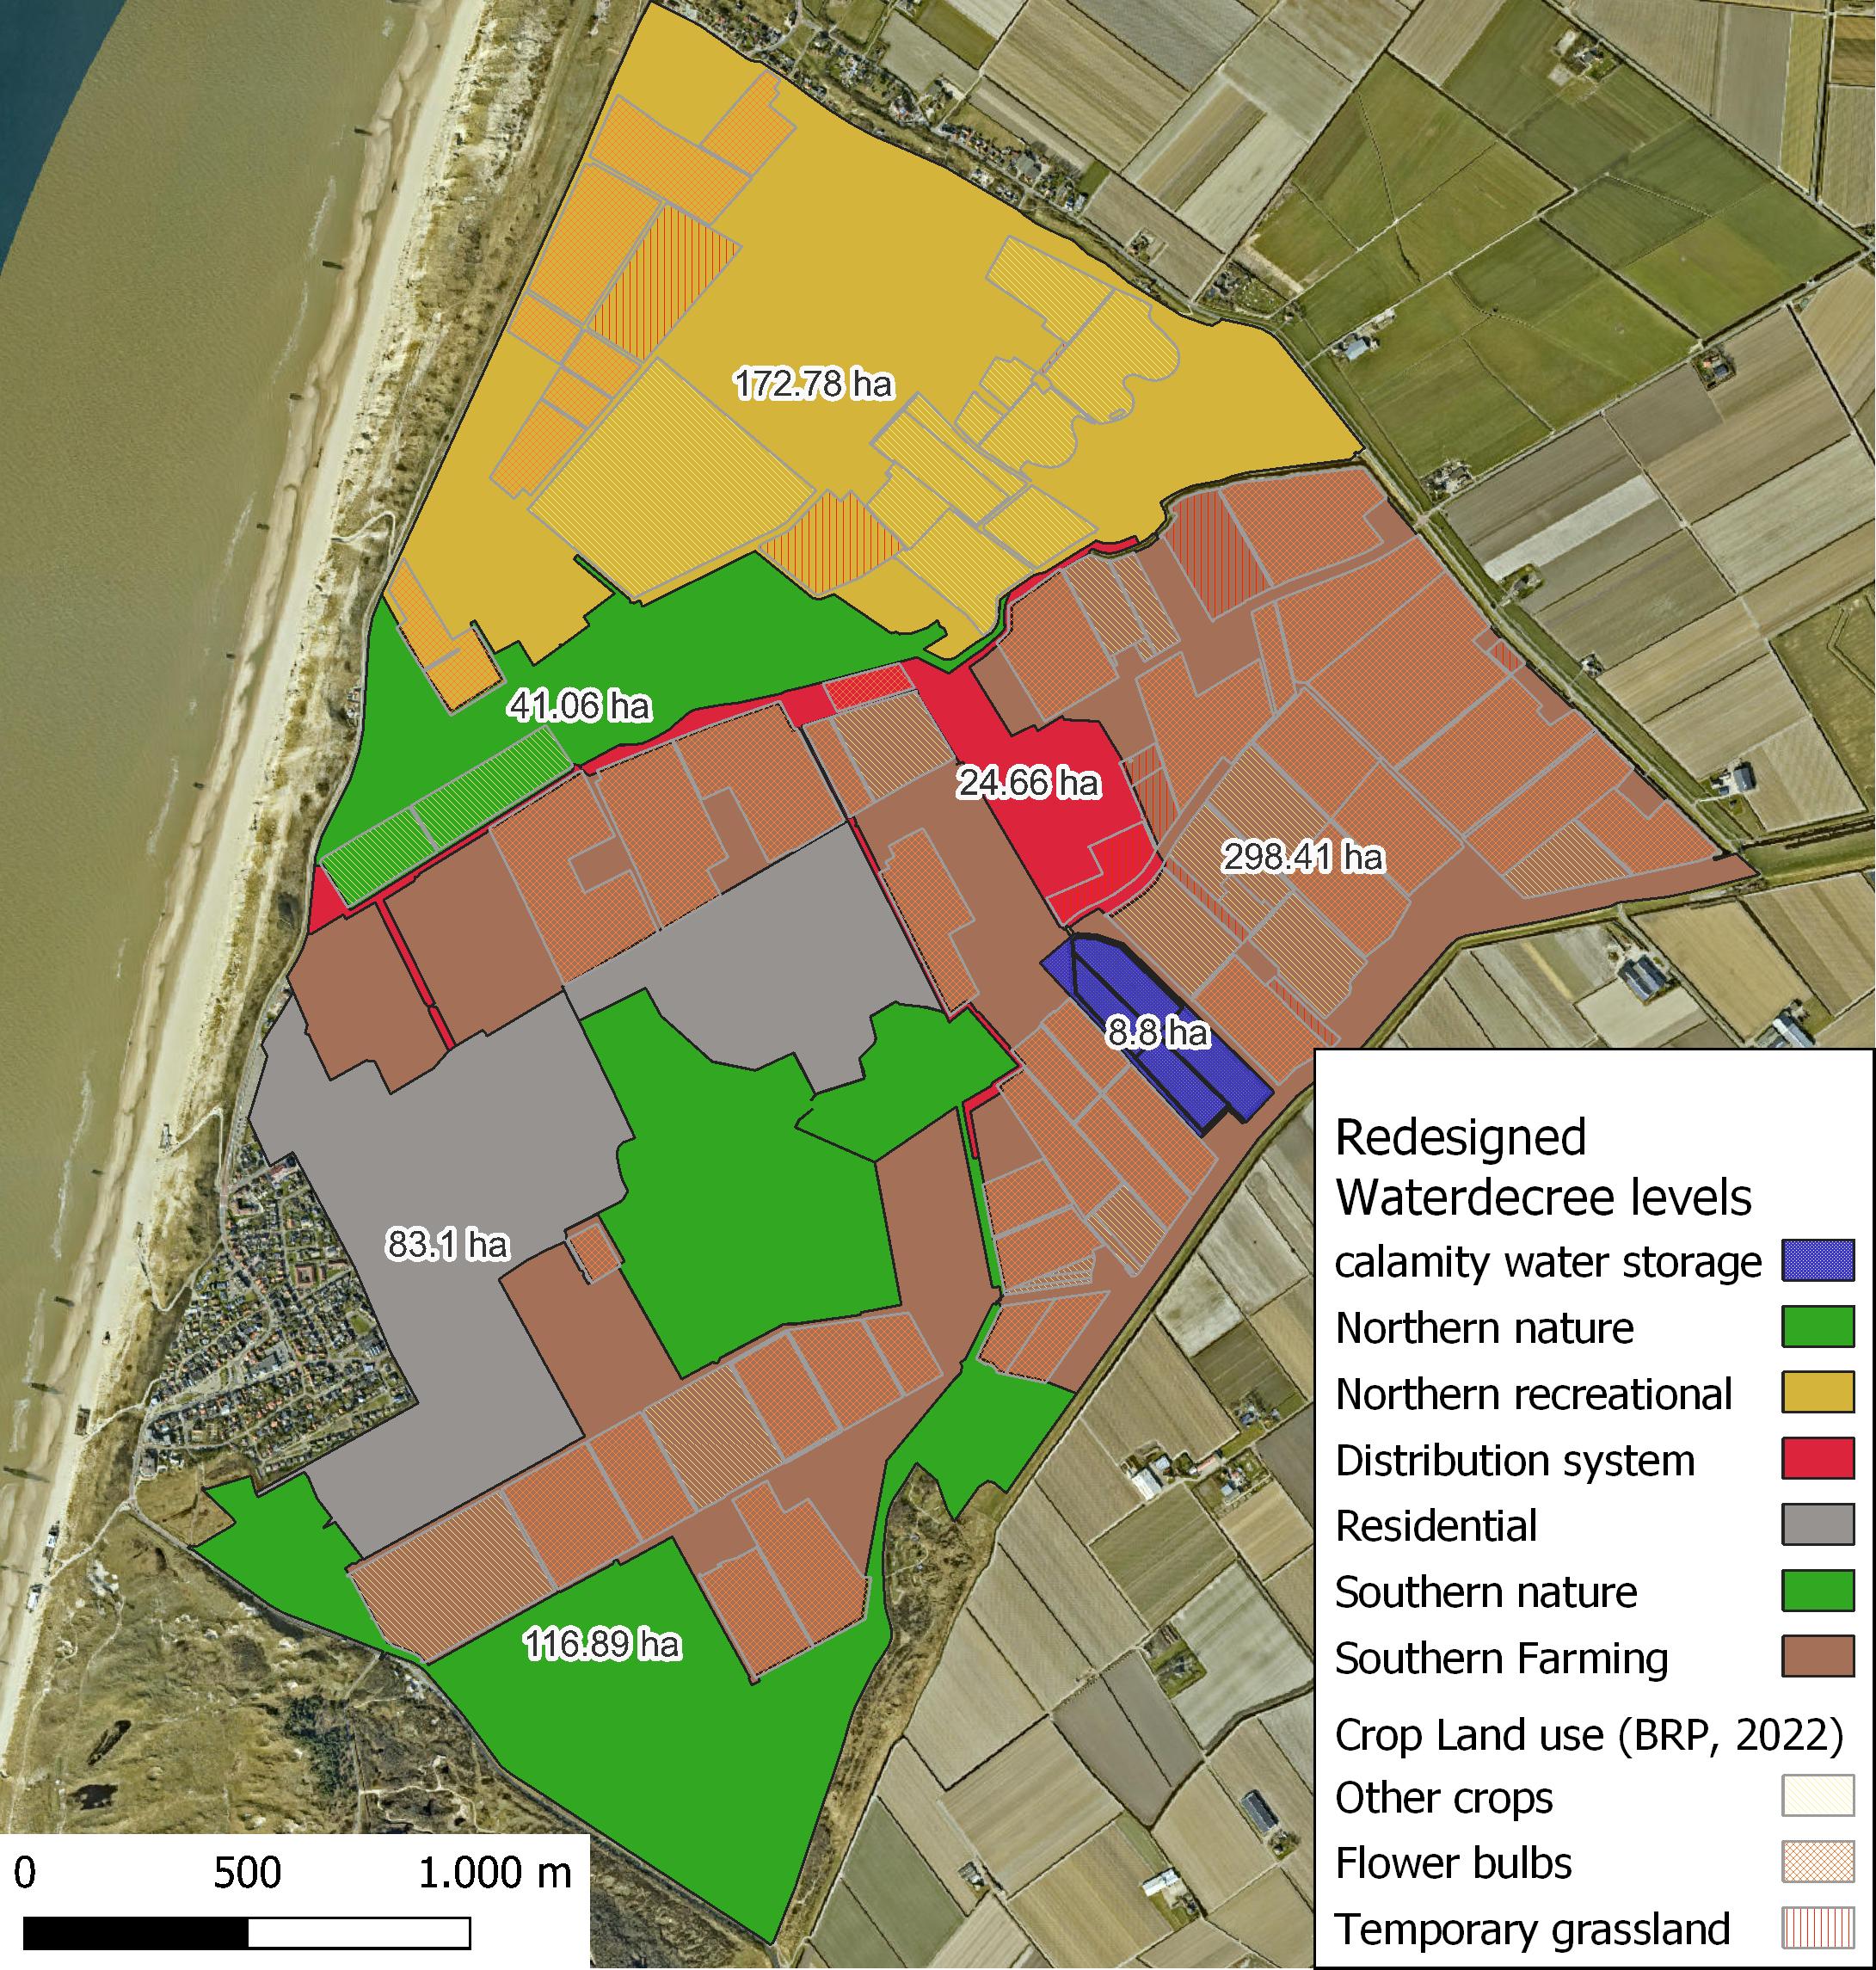 172.78 ha
41.06 ha
24.66 ha
298.41 ha
8.8 ha
83.1 ha
116.89 ha
Redesigned
Waterdecree levels
calamity water storage
Northern nature
Northern recreational
Distribution system
Residential
Southern nature
Southern Farming
Crop Land use (BRP, 2022)
Other crops
Flower bulbs
Temporary grassland
0 500 1.000 m